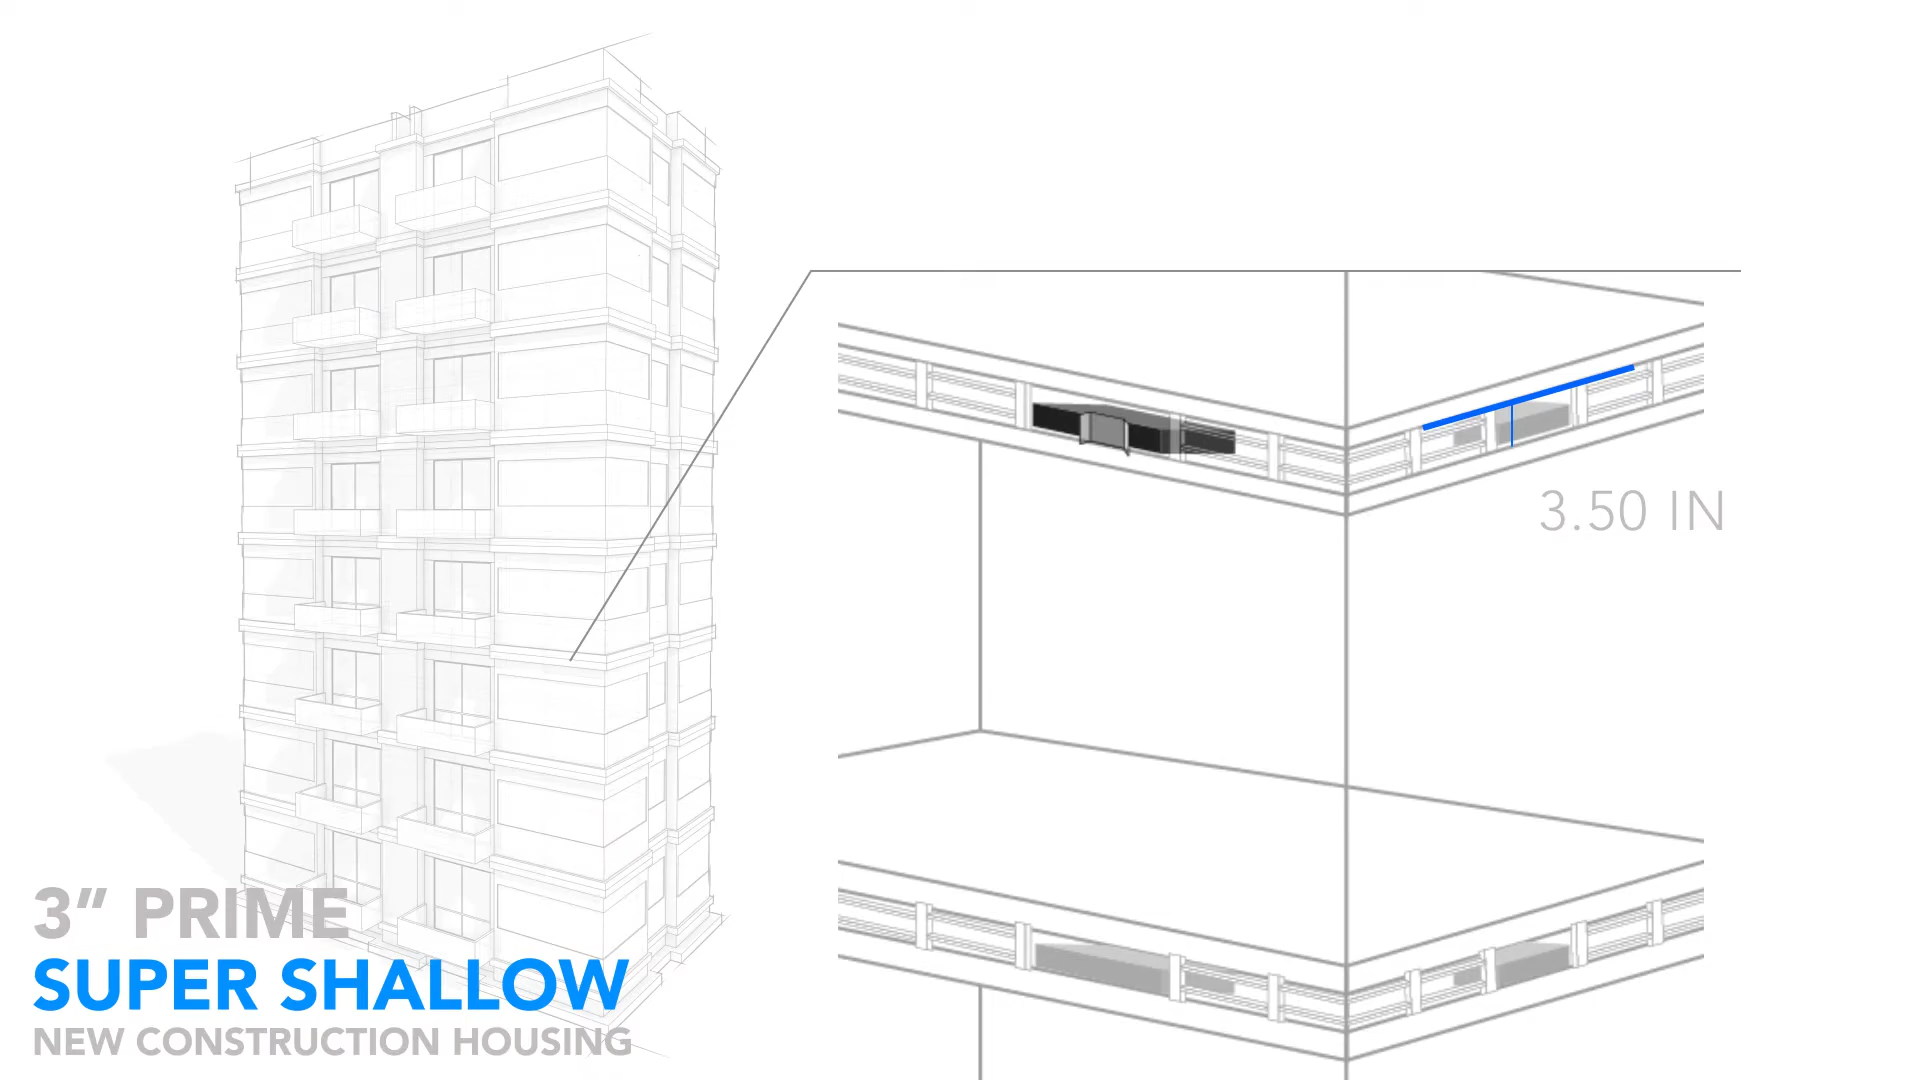 3.50 IN
3” PRIME
SUPER SHALLOW
NEW CONSTRUCTION HOUSING